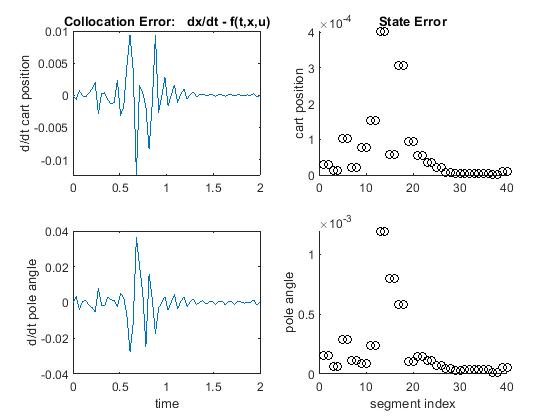 Collocation Error: dx/dt - f(t,x,u)
d/dt cart position
0.01
0.005
0
-0.005
-0.01
0 0.5 1 1.5 2
State Error
×10⁻⁴
cart position
4
3
2
1
0
0 10 20 30 40
d/dt pole angle
0.04
0.02
0
-0.02
-0.04
0 0.5 1 1.5 2
time
×10⁻³
pole angle
1
0.5
0
0 10 20 30 40
segment index